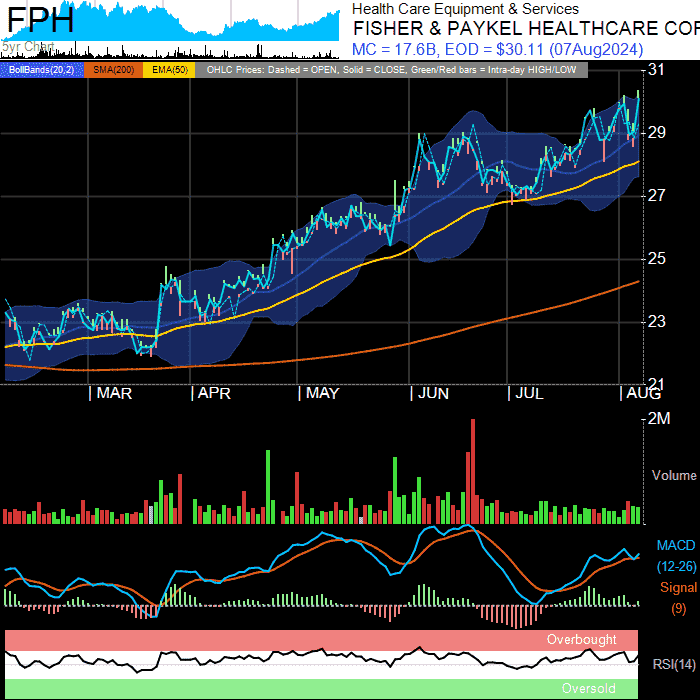 FPH
5yr Chart
Health Care Equipment & Services
FISHER & PAYKEL HEALTHCARE COR
MC = 17.6B, EOD = $30.11 (07Aug2024)
BollBands(20,2) SMA(200) EMA(50) OHLC Prices: Dashed = OPEN, Solid = CLOSE, Green/Red bars = Intra-day HIGH/LOW
31
29
27
25
23
21
MAR APR MAY JUN JUL AUG
2M
Volume
MACD
(12-26)
Signal
(9)
Overbought
RSI(14)
Oversold